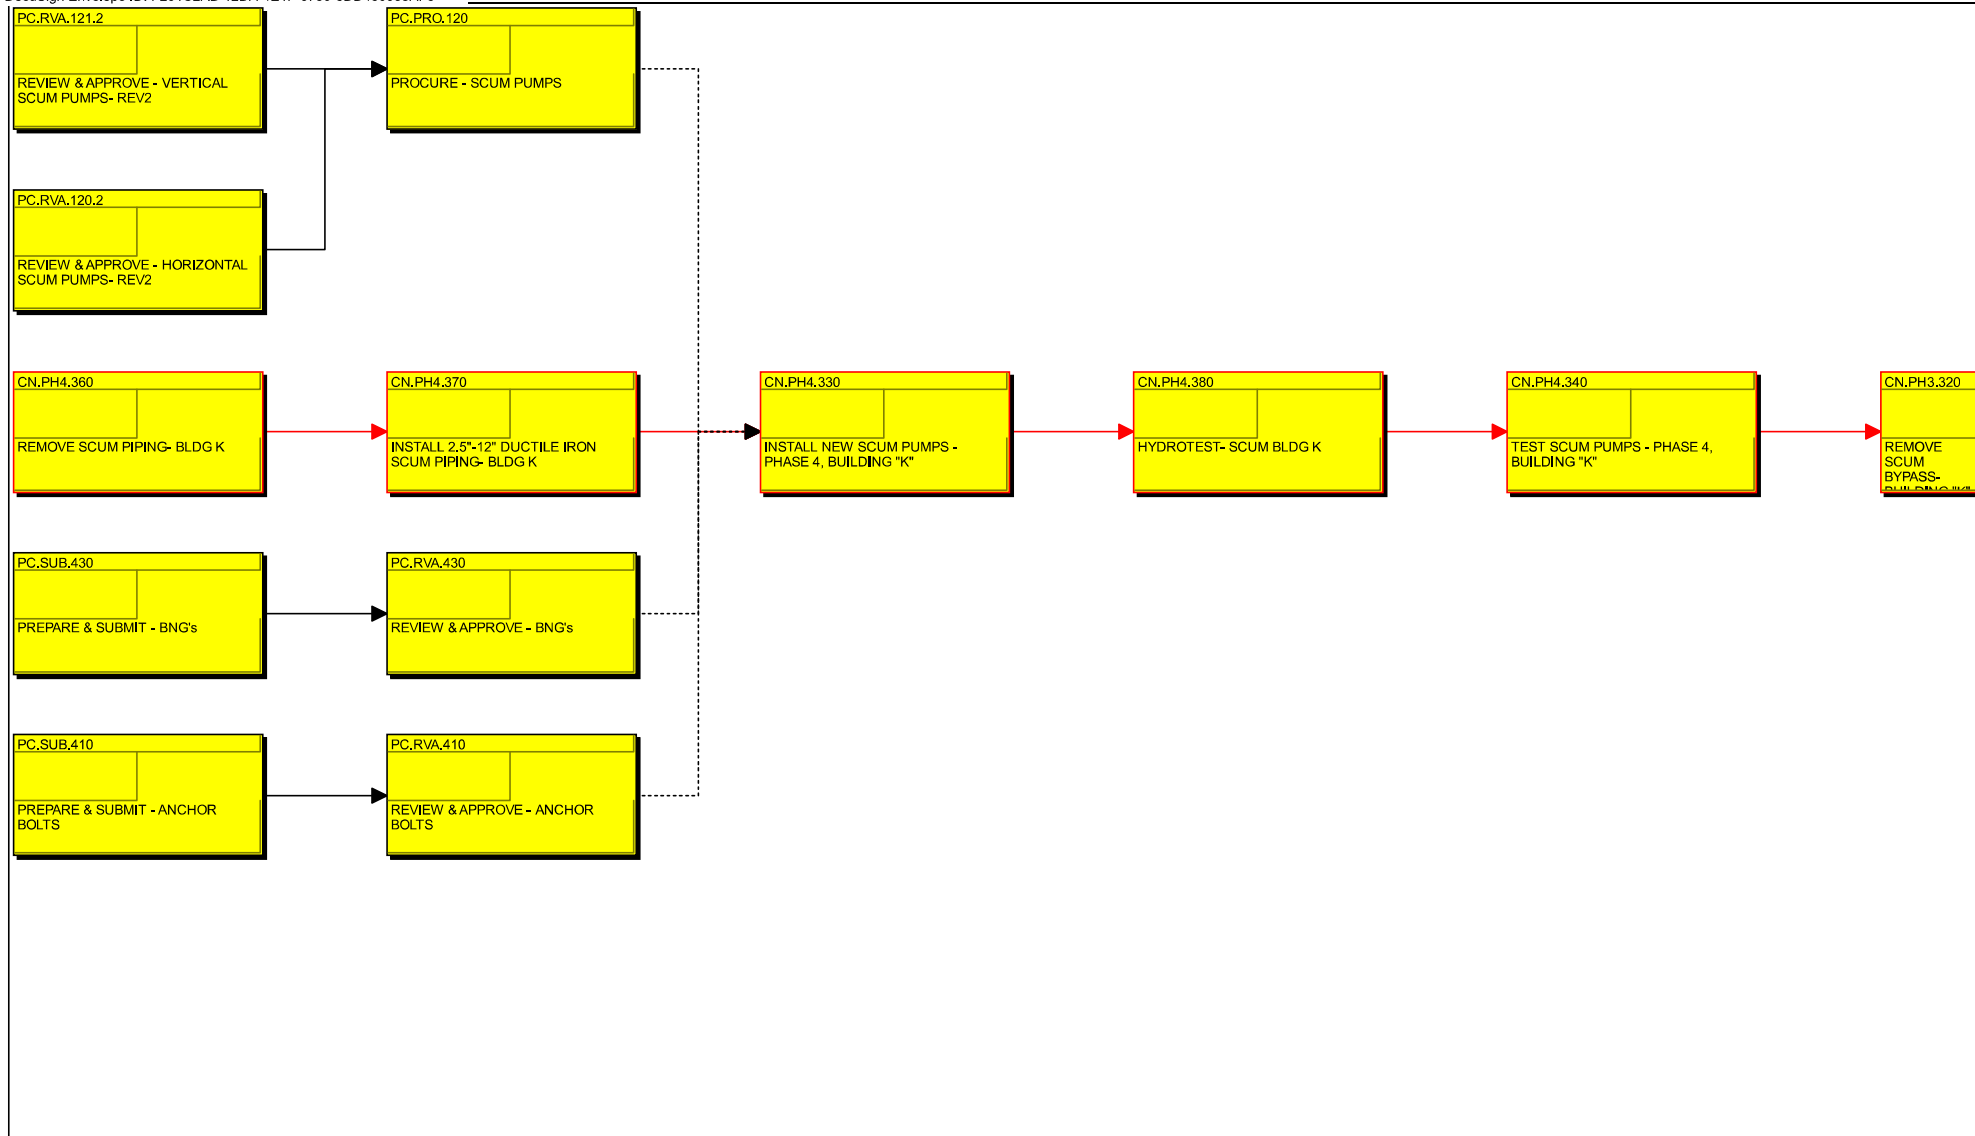 PC.RVA.121.2
REVIEW & APPROVE - VERTICAL
SCUM PUMPS- REV2
PC.PRO.120
PROCURE - SCUM PUMPS
PC.RVA.120.2
REVIEW & APPROVE - HORIZONTAL
SCUM PUMPS- REV2
CN.PH4.360
REMOVE SCUM PIPING- BLDG K
CN.PH4.370
INSTALL 2.5"-12" DUCTILE IRON
SCUM PIPING- BLDG K
CN.PH4.330
INSTALL NEW SCUM PUMPS -
PHASE 4, BUILDING "K"
CN.PH4.380
HYDROTEST- SCUM BLDG K
CN.PH4.340
TEST SCUM PUMPS - PHASE 4,
BUILDING "K"
CN.PH3.320
REMOVE
SCUM
BYPASS-
BUILDING "K"
PC.SUB.430
PREPARE & SUBMIT - BNG's
PC.RVA.430
REVIEW & APPROVE - BNG's
PC.SUB.410
PREPARE & SUBMIT - ANCHOR
BOLTS
PC.RVA.410
REVIEW & APPROVE - ANCHOR
BOLTS